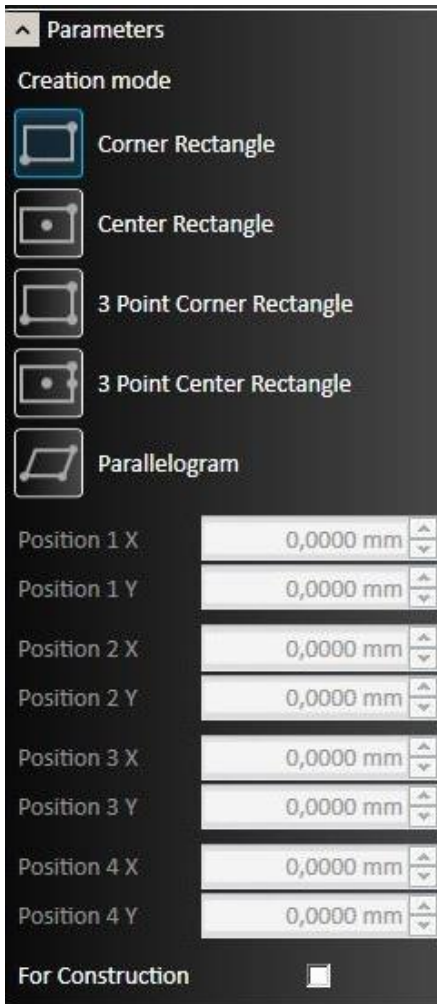 Parameters
Creation mode
Corner Rectangle
Center Rectangle
3 Point Corner Rectangle
3 Point Center Rectangle
Parallelogram
Position 1 X 0,0000 mm
Position 1 Y 0,0000 mm
Position 2 X 0,0000 mm
Position 2 Y 0,0000 mm
Position 3 X 0,0000 mm
Position 3 Y 0,0000 mm
Position 4 X 0,0000 mm
Position 4 Y 0,0000 mm
For Construction